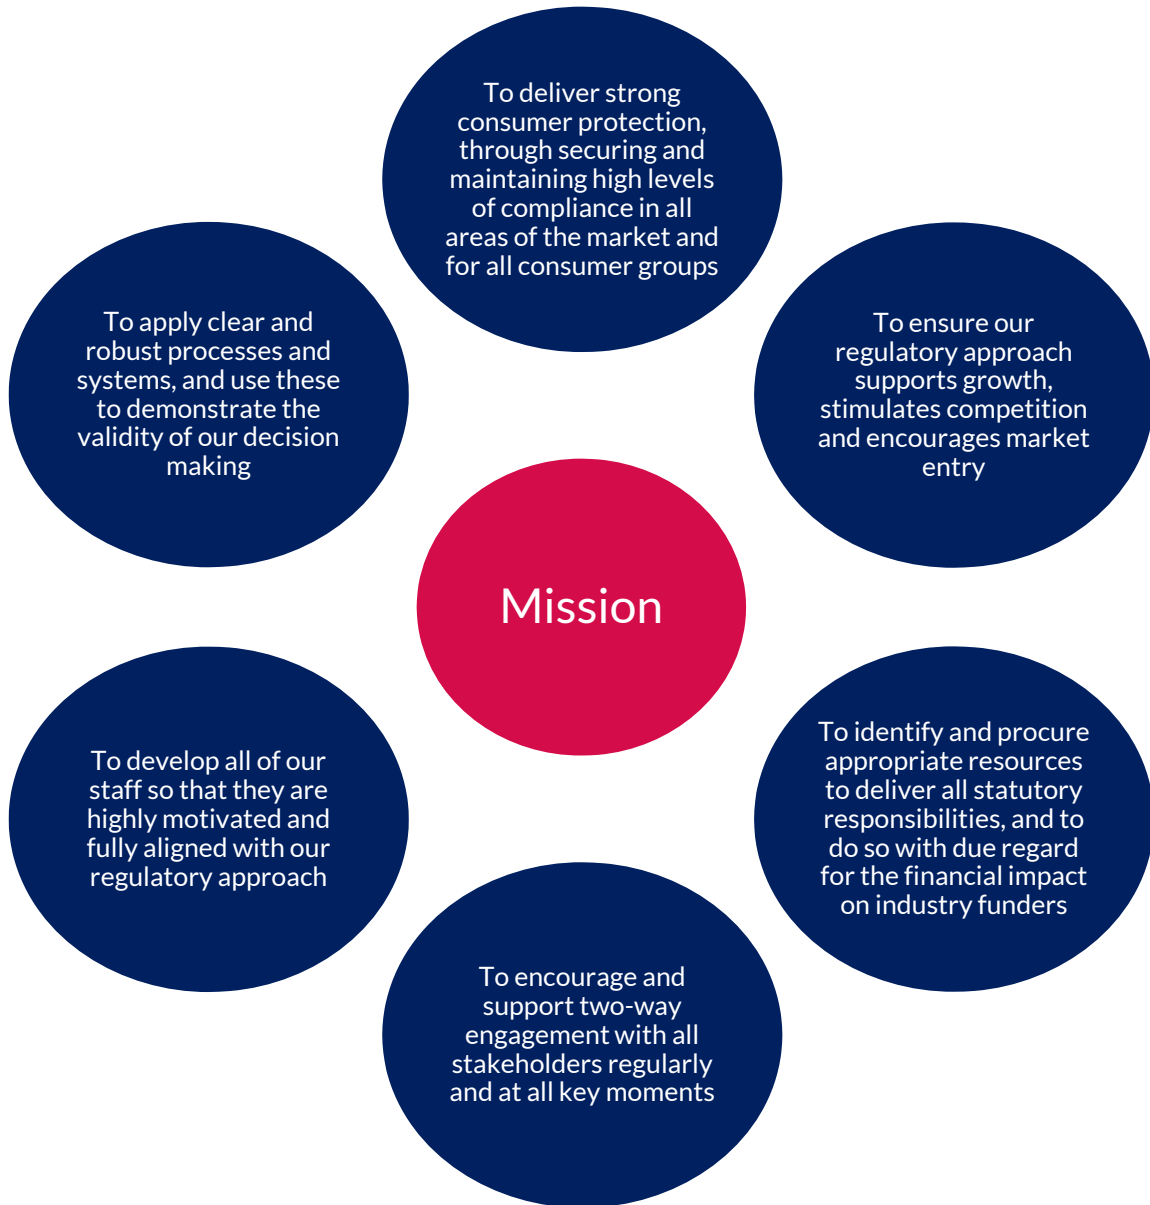 To deliver strong
consumer protection,
through securing and
maintaining high levels
of compliance in all
areas of the market and
for all consumer groups
To ensure our
regulatory approach
supports growth,
stimulates competition
and encourages market
entry
To identify and procure
appropriate resources
to deliver all statutory
responsibilities, and to
do so with due regard
for the financial impact
on industry funders
To encourage and
support two-way
engagement with all
stakeholders regularly
and at all key moments
To develop all of our
staff so that they are
highly motivated and
fully aligned with our
regulatory approach
To apply clear and
robust processes and
systems, and use these
to demonstrate the
validity of our decision
making
Mission